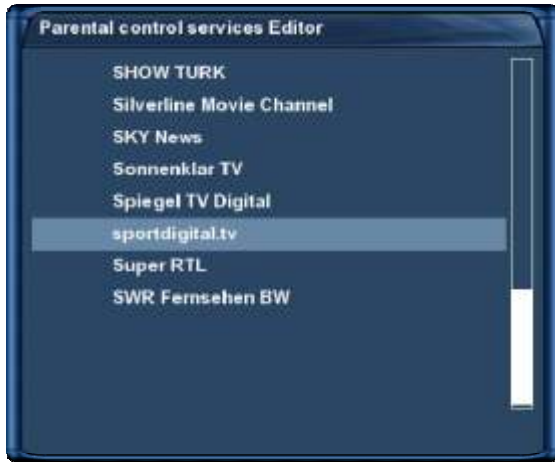 Parental control services Editor
SHOW TURK
Silverline Movie Channel
SKY News
Sonnenklar TV
Spiegel TV Digital
sportdigital.tv
Super RTL
SWR Fernsehen BW